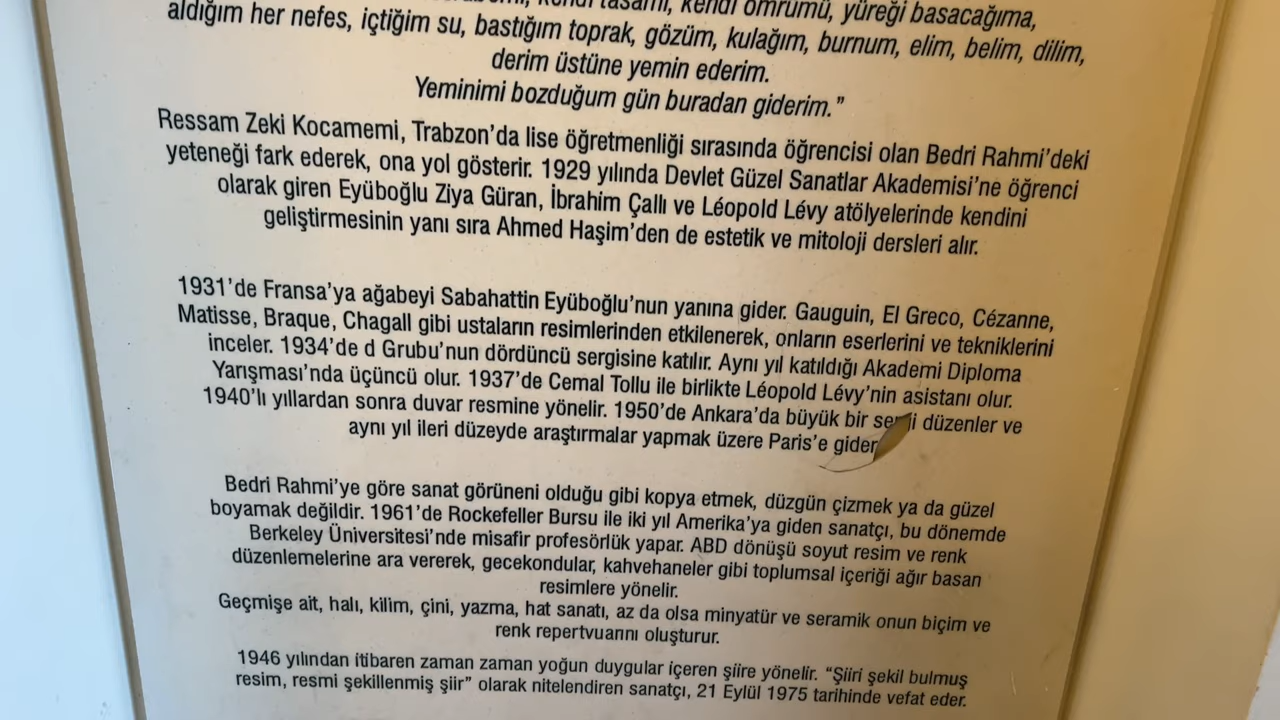 kendi ömrümü, yüreği basacağıma,
aldığım her nefes, içtiğim su, bastığım toprak, gözüm, kulağım, burnum, elim, belim, dilim,
derim üstüne yemin ederim.
Yeminimi bozduğum gün buradan giderim.”
Ressam Zeki Kocamemi, Trabzon’da lise öğretmenliği sırasında öğrencisi olan Bedri Rahmi’deki
yeteneği fark ederek, ona yol gösterir. 1929 yılında Devlet Güzel Sanatlar Akademisi’ne öğrenci
olarak giren Eyüboğlu Ziya Güran, İbrahim Çallı ve Léopold Lévy atölyelerinde kendini
geliştirmesinin yanı sıra Ahmed Haşim’den de estetik ve mitoloji dersleri alır.
1931’de Fransa’ya ağabeyi Sabahattin Eyüboğlu’nun yanına gider. Gauguin, El Greco, Cézanne,
Matisse, Braque, Chagall gibi ustaların resimlerinden etkilenerek, onların eserlerini ve tekniklerini
inceler. 1934’de d Grubu’nun dördüncü sergisine katılır. Aynı yıl katıldığı Akademi Diploma
Yarışması’nda üçüncü olur. 1937’de Cemal Tollu ile birlikte Léopold Lévy’nin asistanı olur.
1940’lı yıllardan sonra duvar resmine yönelir. 1950’de Ankara’da büyük bir düzenler ve
aynı yıl ileri düzeyde araştırmalar yapmak üzere Paris’e gider
Bedri Rahmi’ye göre sanat görüneni olduğu gibi kopya etmek, düzgün çizmek ya da güzel
boyamak değildir. 1961’de Rockefeller Bursu ile iki yıl Amerika’ya giden sanatçı, bu dönemde
Berkeley Üniversitesi’nde misafir profesörlük yapar. ABD dönüşü soyut resim ve renk
düzenlemelerine ara vererek, gecekondular, kahvehaneler gibi toplumsal içeriği ağır basan
resimlere yönelir.
Geçmişe ait, halı, kilim, çini, yazma, hat sanatı, az da olsa minyatür ve seramik onun biçim ve
renk repertvuannı oluşturur.
1946 yılından itibaren zaman zaman yoğun duygular içeren şiire yönelir. “Şiiri şekil bulmuş
resim, resmi şekillenmiş şiir” olarak nitelendiren sanatçı, 21 Eylül 1975 tarihinde vefat eder.